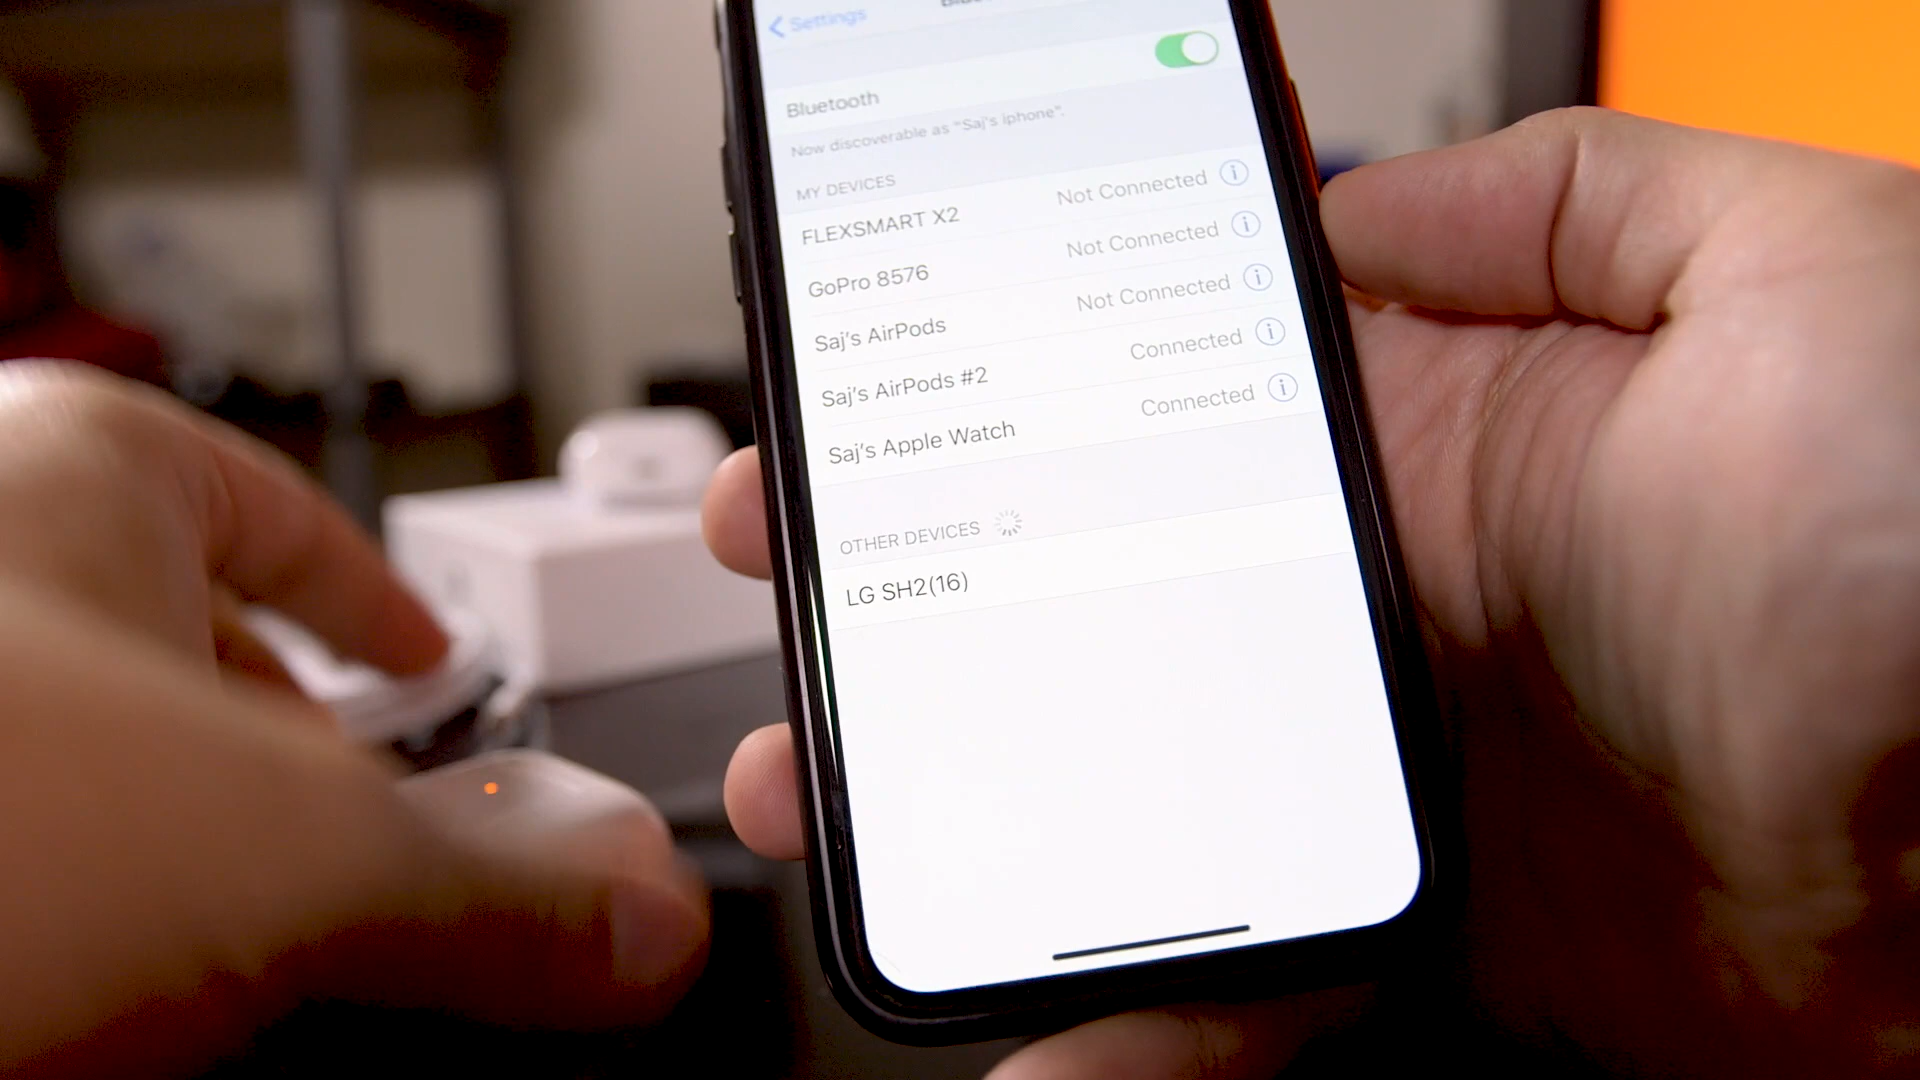 Settings
Bluetooth
Now discoverable as "Saj's iphone".
MY DEVICES
FLEXSMART X2 Not Connected
GoPro 8576 Not Connected
Saj's AirPods Not Connected
Saj's AirPods #2 Connected
Saj's Apple Watch Connected
OTHER DEVICES
LG SH2(16)